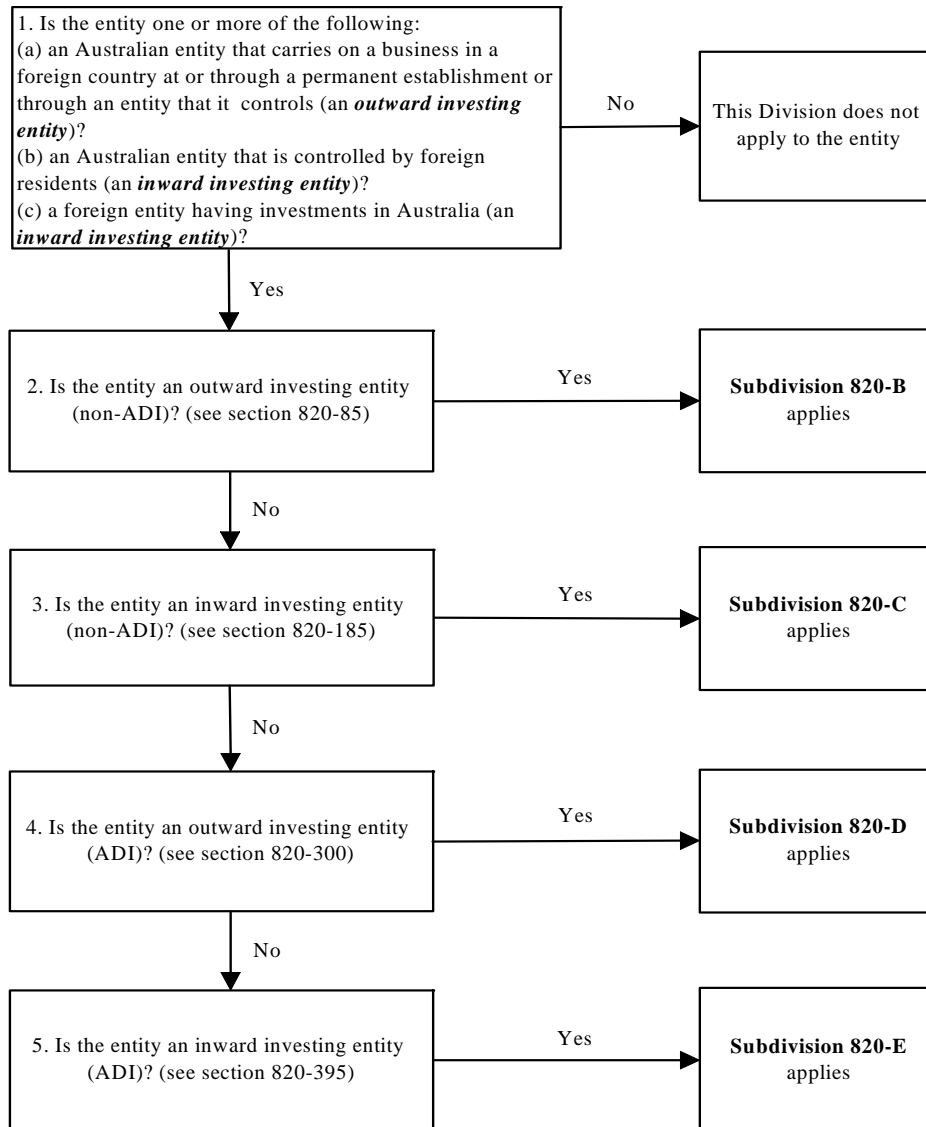 1. Is the entity one or more of the following:
(a) an Australian entity that carries on a business in a
foreign country at or through a permanent establishment or
through an entity that it controls (an outward investing
entity)?
(b) an Australian entity that is controlled by foreign
residents (an inward investing entity)?
(c) a foreign entity having investments in Australia (an
inward investing entity)?
No
This Division does not
apply to the entity
Yes
2. Is the entity an outward investing entity
(non-ADI)? (see section 820-85)
Yes
Subdivision 820-B
applies
No
3. Is the entity an inward investing entity
(non-ADI)? (see section 820-185)
Yes
Subdivision 820-C
applies
No
4. Is the entity an outward investing entity
(ADI)? (see section 820-300)
Yes
Subdivision 820-D
applies
No
5. Is the entity an inward investing entity
(ADI)? (see section 820-395)
Yes
Subdivision 820-E
applies